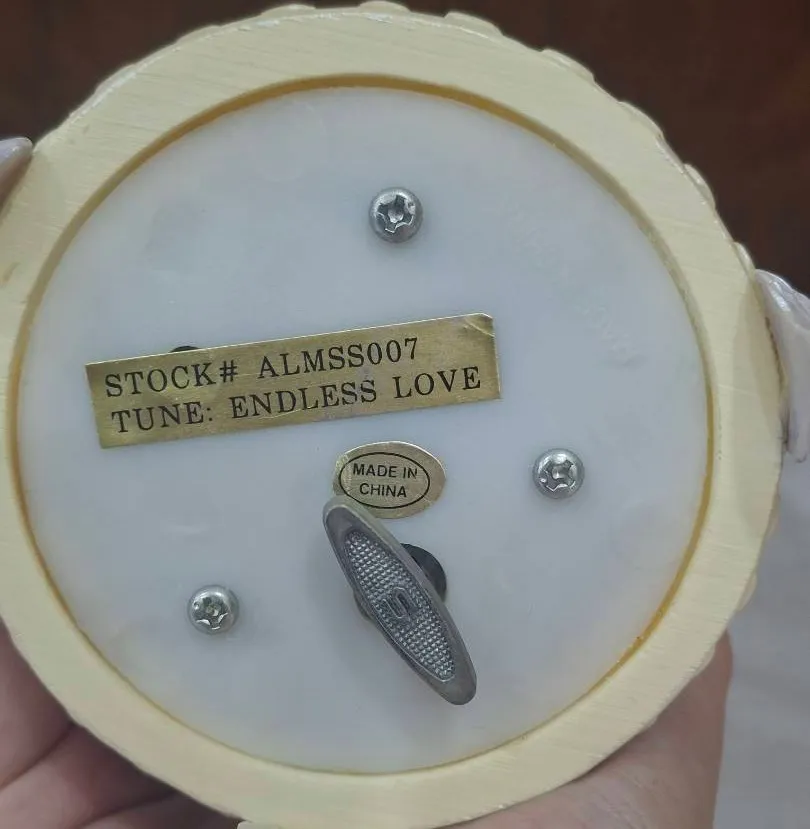 STOCK# ALMSS007
TUNE: ENDLESS LOVE
MADE IN
CHINA
S